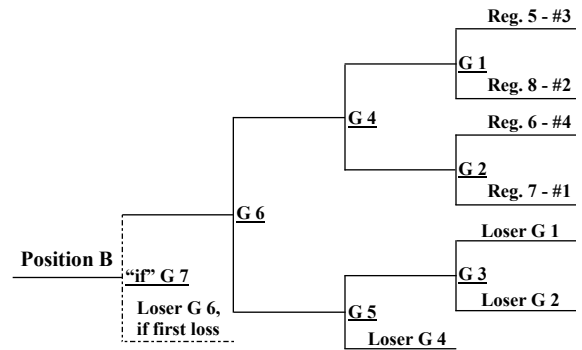 Reg. 5 - #3
G 1
Reg. 8 - #2
G 4
Reg. 6 - #4
G 2
Reg. 7 - #1
G 6
Loser G 1
Position B
“if” G 7
G 3
Loser G 6,
if first loss
G 5
Loser G 2
Loser G 4